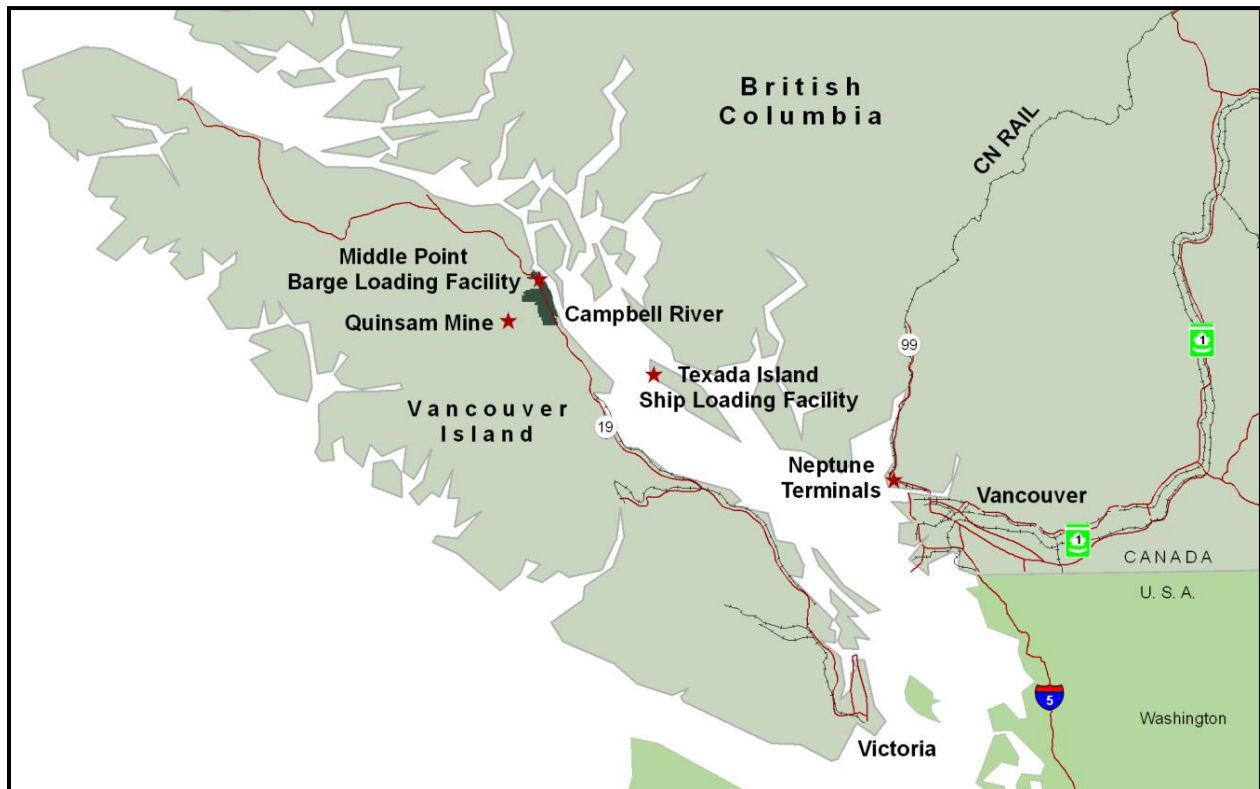 British
Columbia
CN RAIL
Middle Point
Barge Loading Facility
Campbell River
Quinsam Mine
99
1
Texada Island
Ship Loading Facility
Vancouver
Island
19
Neptune
Terminals
Vancouver
1
CANADA
U. S. A.
5
Washington
Victoria